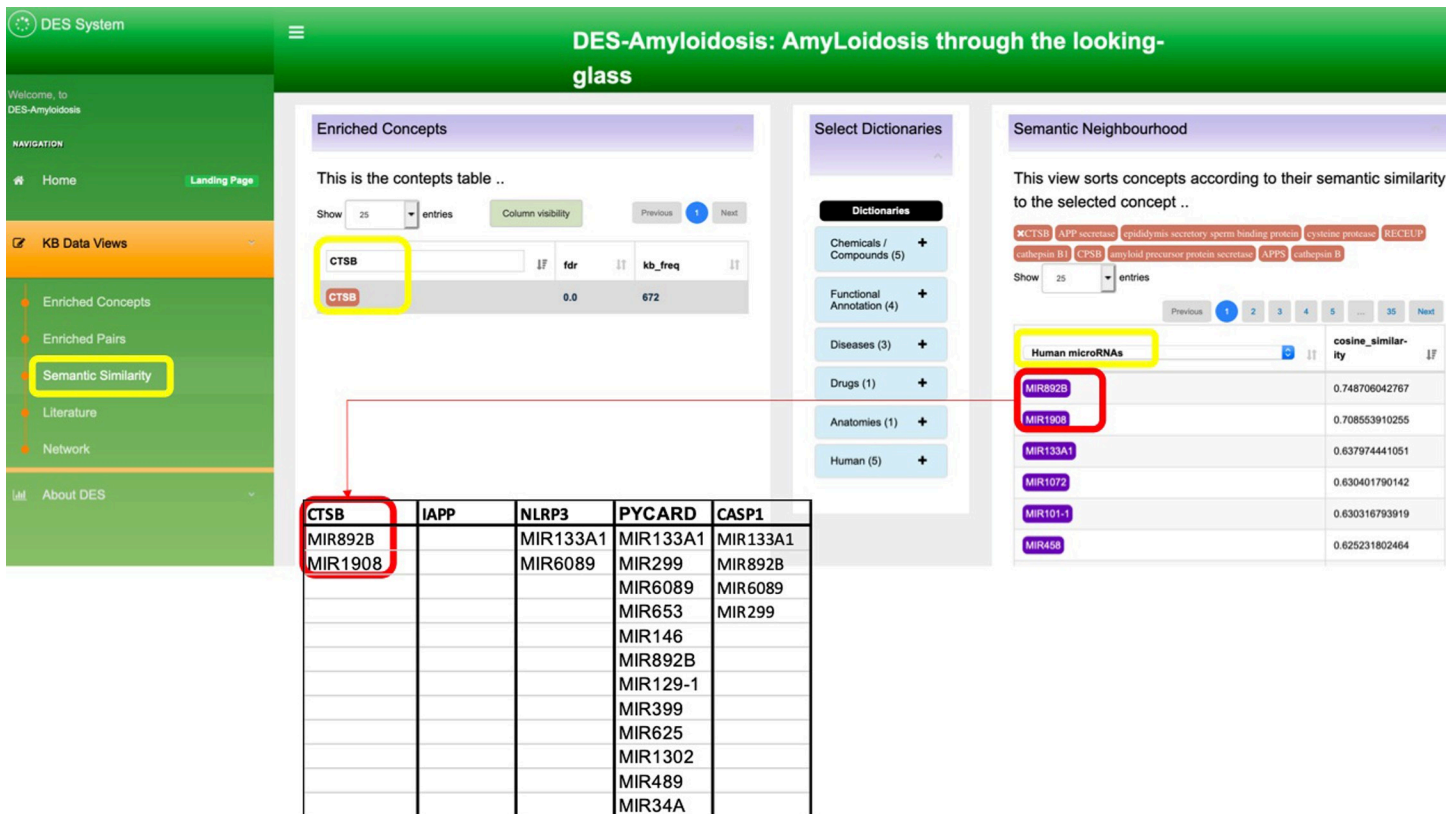 DES System
DES-Amyloidosis: AmyLoidosis through the looking-
glass
Welcome, to
DES-Amyloidosis
NAVIGATION
Home Landing Page
KB Data Views
Enriched Concepts
Enriched Pairs
Semantic Similarity
Literature
Network
About DES
Enriched Concepts
This is the contepts table ..
Show 25 entries Column visibility Previous 1 Next
CTSB fdr kb_freq
CTSB 0.0 672
Select Dictionaries
Dictionaries
Chemicals / +
Compounds (5)
Functional +
Annotation (4)
Diseases (3) +
Drugs (1) +
Anatomies (1) +
Human (5) +
Semantic Neighbourhood
This view sorts concepts according to their semantic similarity
to the selected concept ..
✖CTSB APP secretase epididymis secretory sperm binding protein cysteine protease RECEUP
cathepsin B1 CPSB amyloid precursor protein secretase APPS cathepsin B
Show 25 entries
Previous 1 2 3 4 5 ... 35 Next
Human microRNAs cosine_similar-
ity
MIR892B 0.748706042767
MIR1908 0.708553910255
MIR133A1 0.637974441051
MIR1072 0.630401790142
MIR101-1 0.630316793919
MIR458 0.625231802464
CTSB IAPP NLRP3 PYCARD CASP1
MIR892B MIR133A1 MIR133A1 MIR133A1
MIR1908 MIR6089 MIR299 MIR892B
MIR6089 MIR6089
MIR653 MIR299
MIR146
MIR892B
MIR129-1
MIR399
MIR625
MIR1302
MIR489
MIR34A